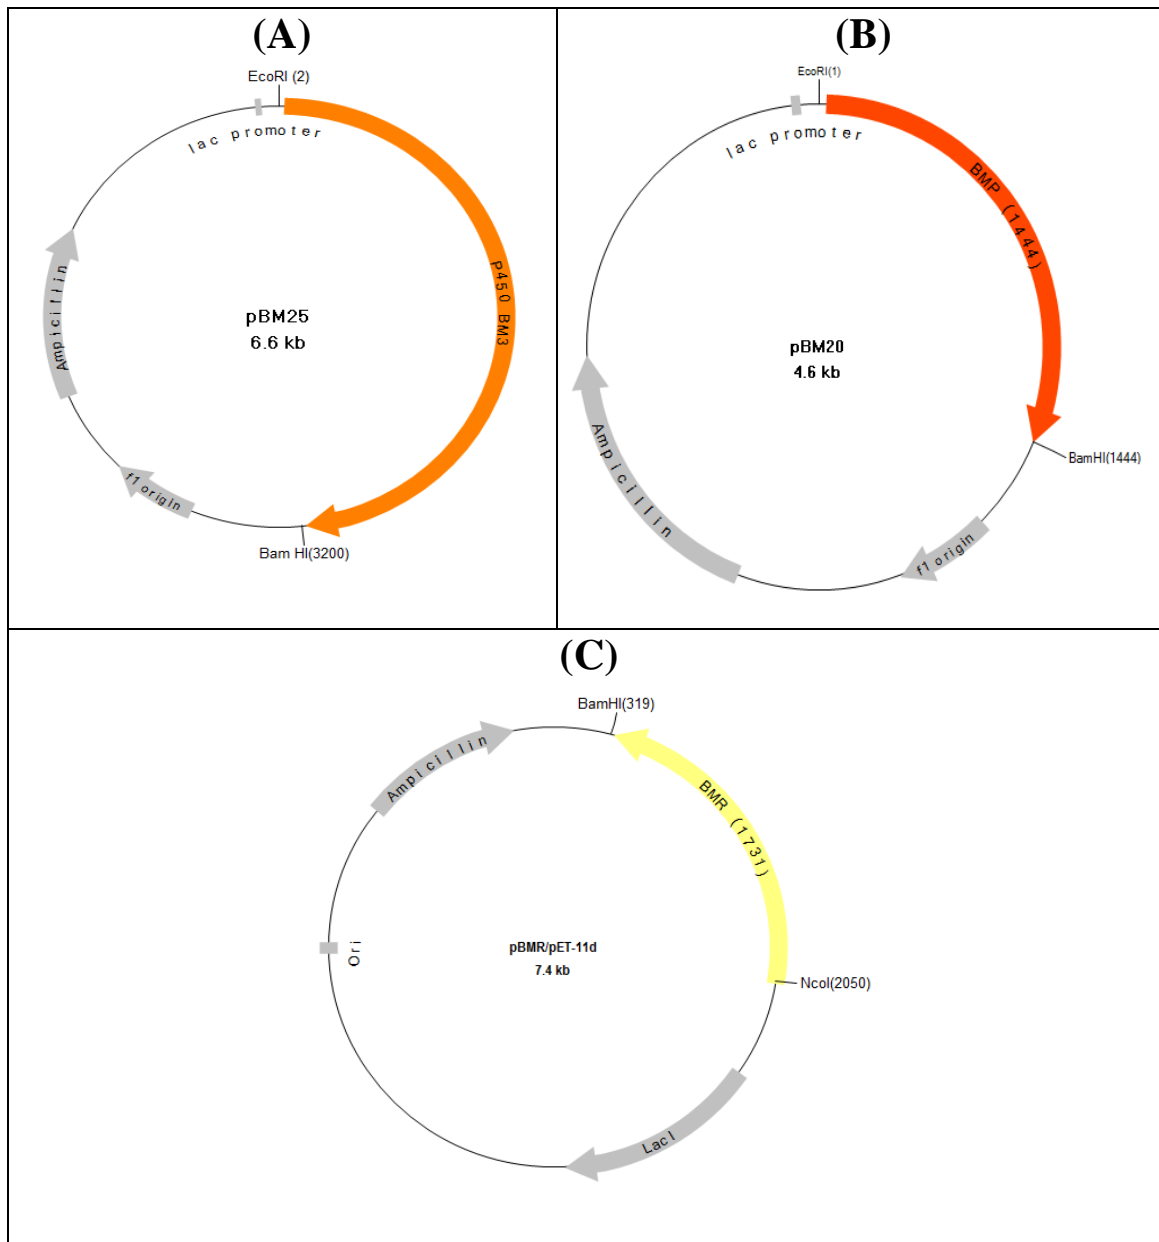 (A)
EcoRI (2)
lac promoter
P450 BM3
Ampicillin
pBM25
6.6 kb
f1 origin
Bam HI(3200)
(B)
EcoRI(1)
lac promoter
BMP (1444)
pBM20
4.6 kb
Ampicillin
BamHI(1444)
f1 origin
(C)
BamHI(319)
Ampicillin
BMR (1731)
Ori
pBMR/pET-11d
7.4 kb
NcoI(2050)
LacI